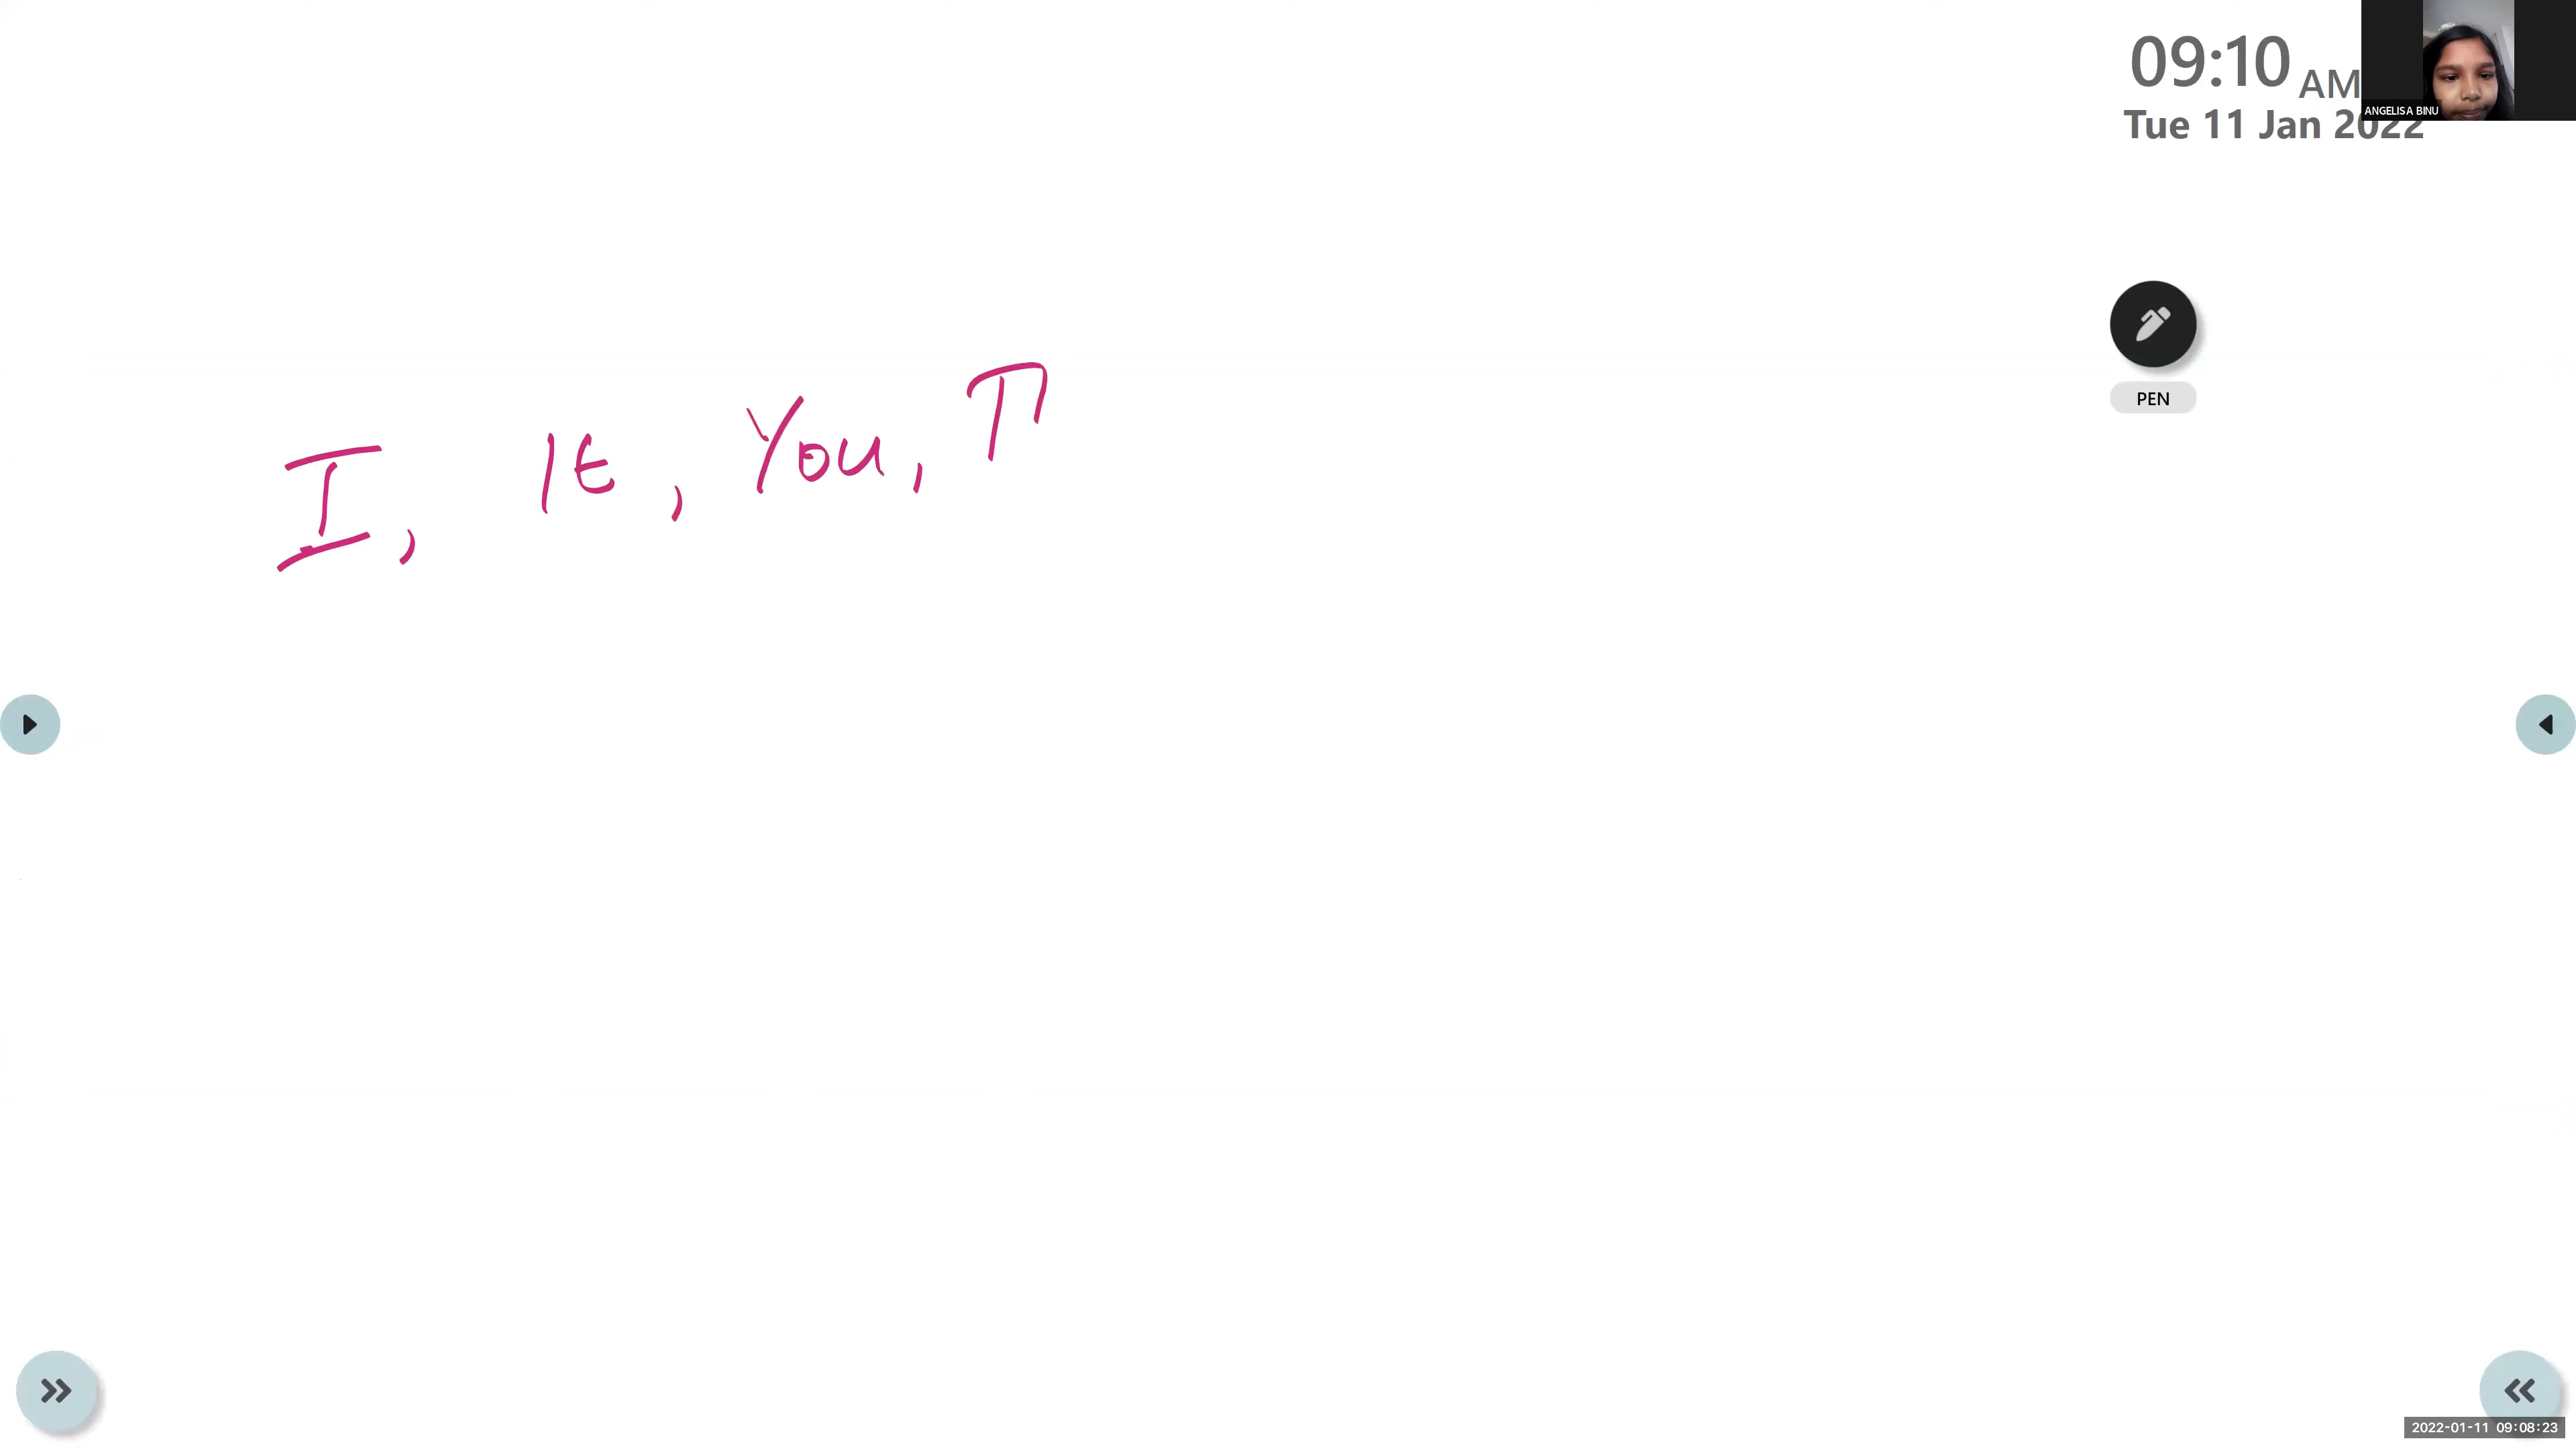 09:10 AM
ANGELISA BINU
Tue 11 Jan 2022
PEN
I, It, You, T
2022-01-11 09:08:23